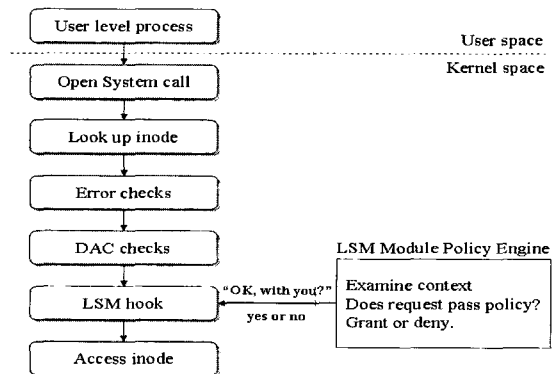 User level process
User space
Kernel space
Open System call
Look up inode
Error checks
DAC checks
LSM Module Policy Engine
LSM hook
"OK, with you?"
yes or no
Examine context
Does request pass policy?
Grant or deny.
Access inode